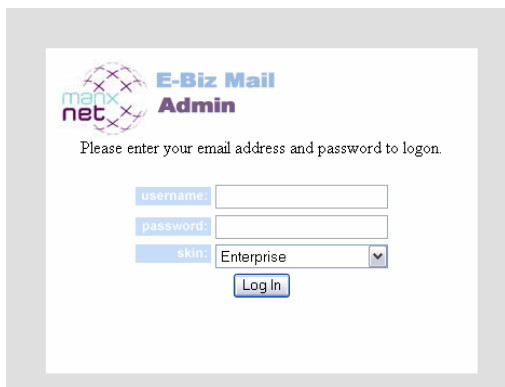 manx
net
E-Biz Mail
Admin
Please enter your email address and password to logon.
username:
password:
skin: Enterprise
Log In